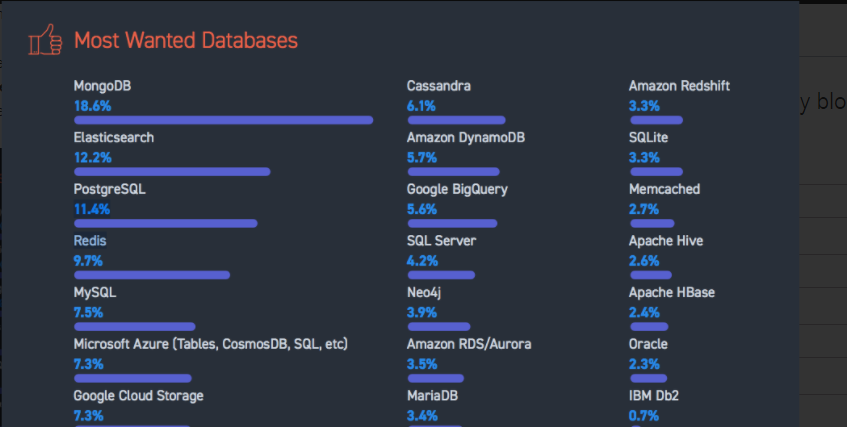 Most Wanted Databases
MongoDB
18.6%
Elasticsearch
12.2%
PostgreSQL
11.4%
Redis
9.7%
MySQL
7.5%
Microsoft Azure (Tables, CosmosDB, SQL, etc)
7.3%
Google Cloud Storage
7.3%
Cassandra
6.1%
Amazon DynamoDB
5.7%
Google BigQuery
5.6%
SQL Server
4.2%
Neo4j
3.9%
Amazon RDS/Aurora
3.5%
MariaDB
3.4%
Amazon Redshift
3.3%
SQLite
3.3%
Memcached
2.7%
Apache Hive
2.6%
Apache HBase
2.4%
Oracle
2.3%
IBM Db2
0.7%
y blo